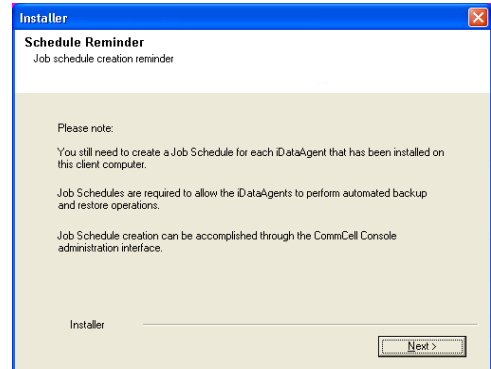 Installer
Schedule Reminder
Job schedule creation reminder
Please note:
You still need to create a Job Schedule for each iDataAgent that has been installed on
this client computer.
Job Schedules are required to allow the iDataAgents to perform automated backup
and restore operations.
Job Schedule creation can be accomplished through the CommCell Console
administration interface.
Installer
Next >